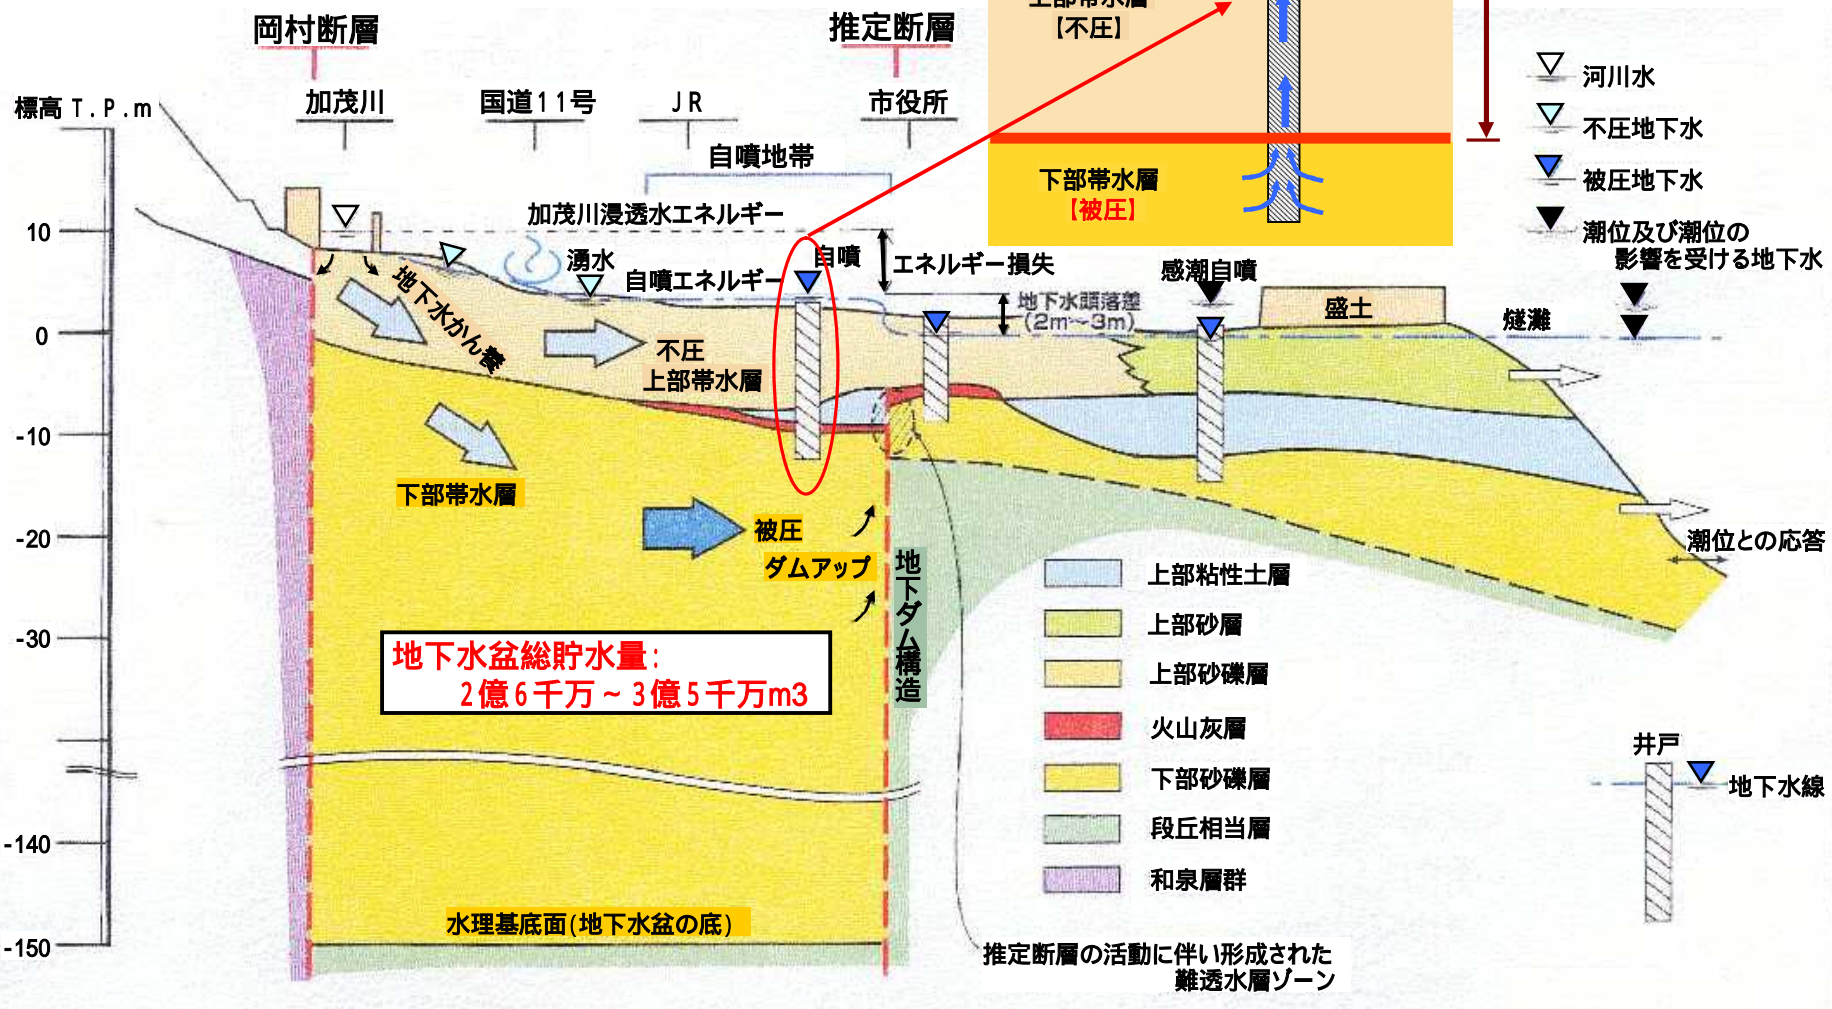 岡村断層
推定断層
上部帯水層
【不圧】
標高 T.P.m
加茂川
国道11号
JR
市役所
自噴地帯
河川水
不圧地下水
被圧地下水
潮位及び潮位の
影響を受ける地下水
下部帯水層
【被圧】
加茂川浸透水エネルギー
10
湧水
自噴エネルギー
自噴
エネルギー損失
感潮自噴
地下水頭落差
(2m〜3m)
盛土
燧灘
地下水かん養
0
不圧
上部帯水層
-10
下部帯水層
-20
被圧
ダムアップ
地下ダム構造
潮位との応答
-30
地下水盆総貯水量:
2億6千万~3億5千万m3
上部粘性土層
上部砂層
上部砂礫層
火山灰層
下部砂礫層
段丘相当層
和泉層群
井戸
地下水線
-140
水理基底面(地下水盆の底)
-150
推定断層の活動に伴い形成された
難透水層ゾーン